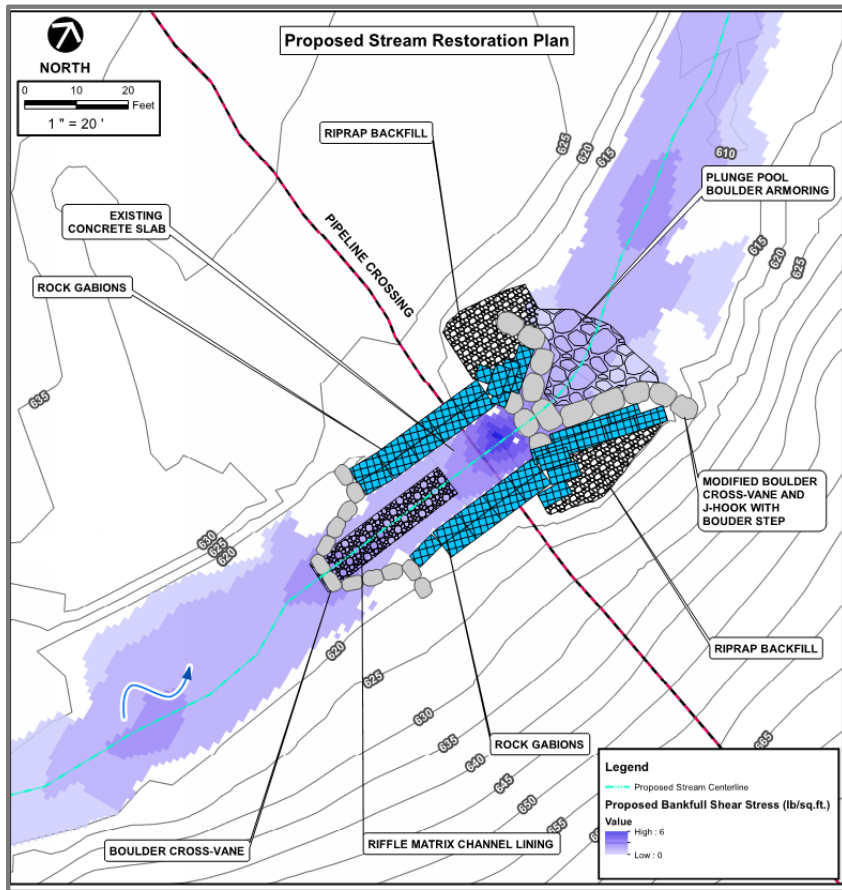 Proposed Stream Restoration Plan
NORTH
0 10 20
Feet
1 " = 20 '
RIPRAP BACKFILL
625
620
615
610
PLUNGE POOL
BOULDER ARMORING
EXISTING
CONCRETE SLAB
PIPELINE CROSSING
ROCK GABIONS
615
620
625
635
MODIFIED BOULDER
CROSS-VANE AND
J-HOOK WITH
BOUDER STEP
630
625
620
RIPRAP BACKFILL
620
625
630
635
640
645
650
655
665
ROCK GABIONS
BOULDER CROSS-VANE
RIFFLE MATRIX CHANNEL LINING
Legend
Proposed Stream Centerline
Proposed Bankfull Shear Stress (lb/sq.ft.)
Value
High : 6
Low : 0